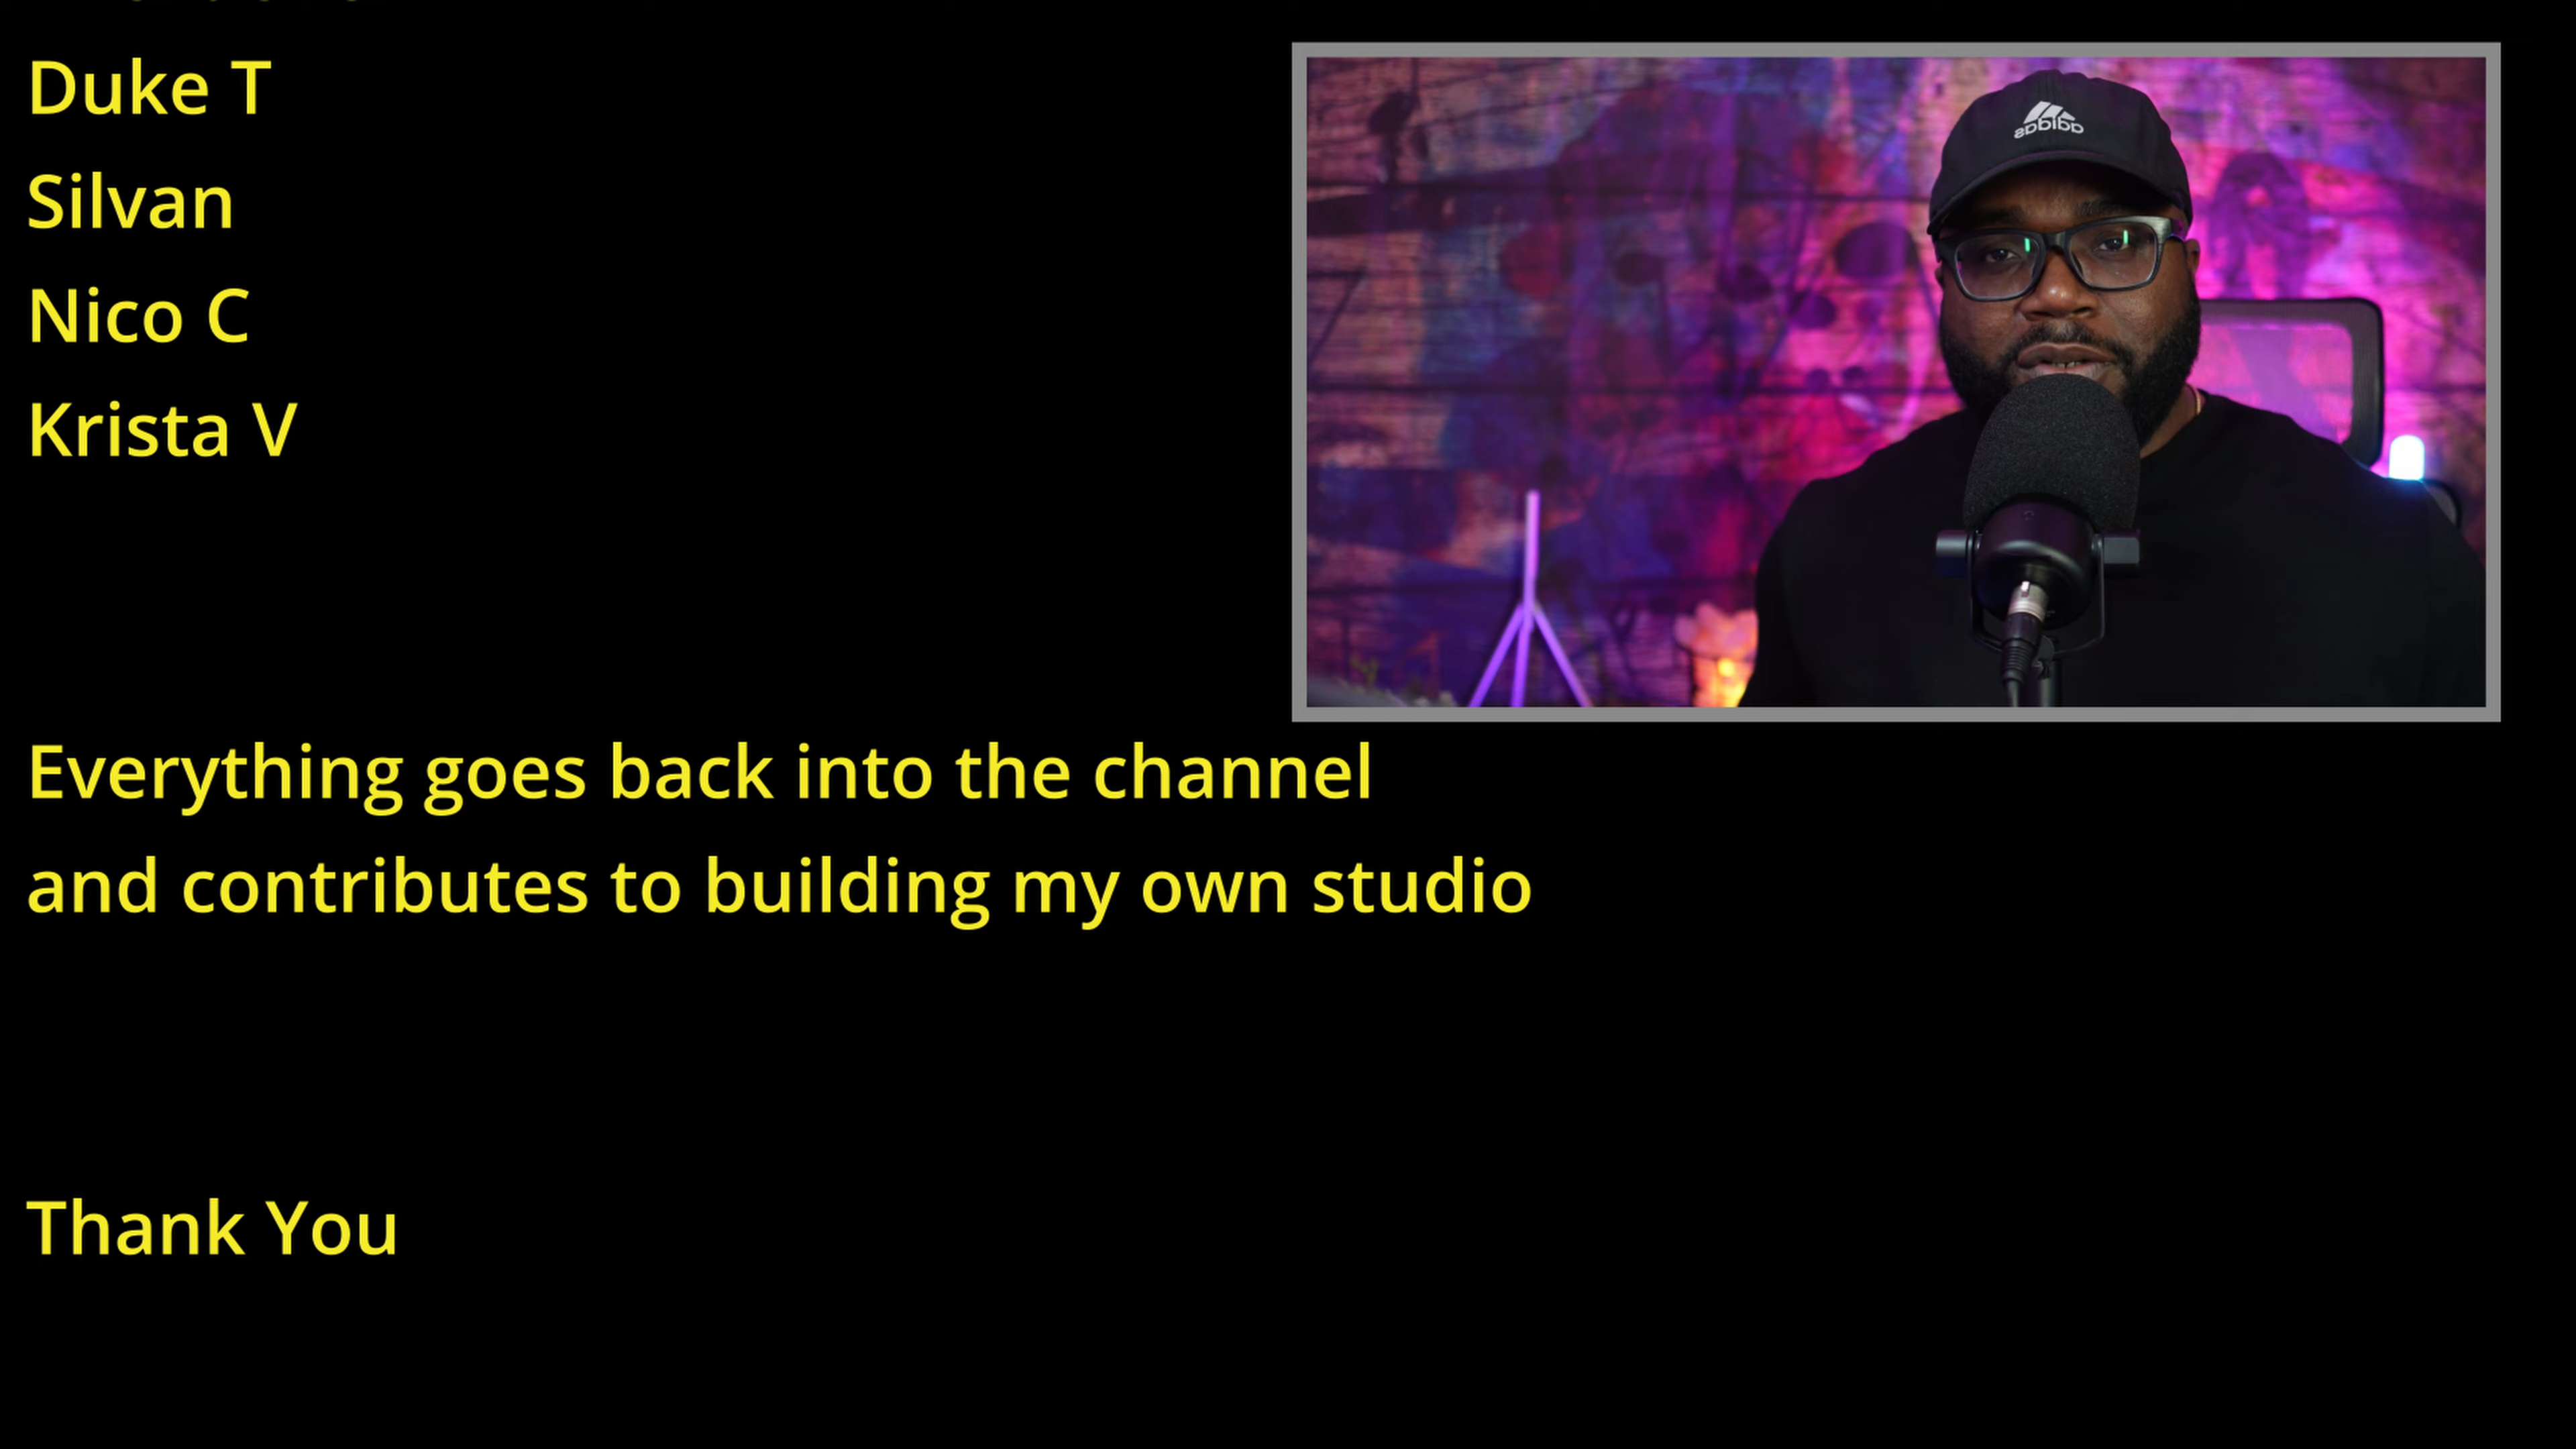 Duke T
Silvan
Nico C
Krista V
adidas
Everything goes back into the channel
and contributes to building my own studio
Thank You